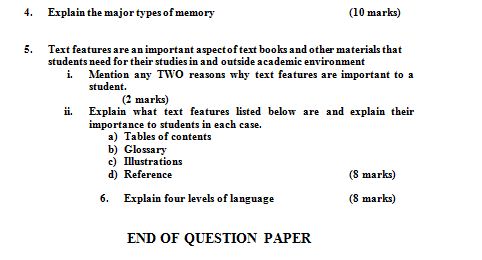 4. Explain the major types of memory (10 marks)
5. Text features are an important aspect of text books and other materials that
students need for their studies in and outside academic environment
i. Mention any TWO reasons why text features are important to a
student.
(2 marks)
ii. Explain what text features listed below are and explain their
importance to students in each case.
a) Tables of contents
b) Glossary
c) Illustrations
d) Reference (8 marks)
6. Explain four levels of language (8 marks)
END OF QUESTION PAPER